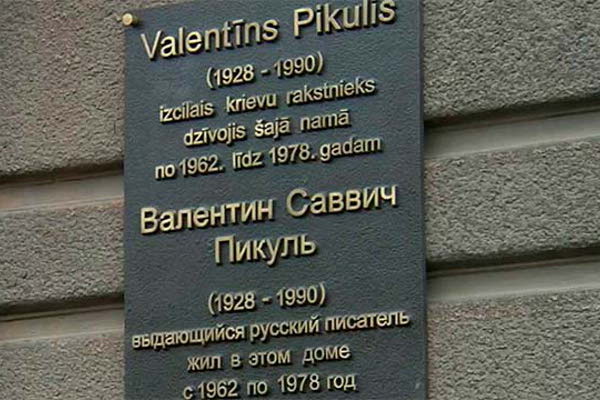 Valentīns Pikulis
(1928 - 1990)
izcilais krievu rakstnieks
dzīvojis šajā namā
no 1962. līdz 1978. gadam
Валентин Саввич
Пикуль
(1928 - 1990)
выдающийся русский писатель
жил в этом доме
с 1962 по 1978 год